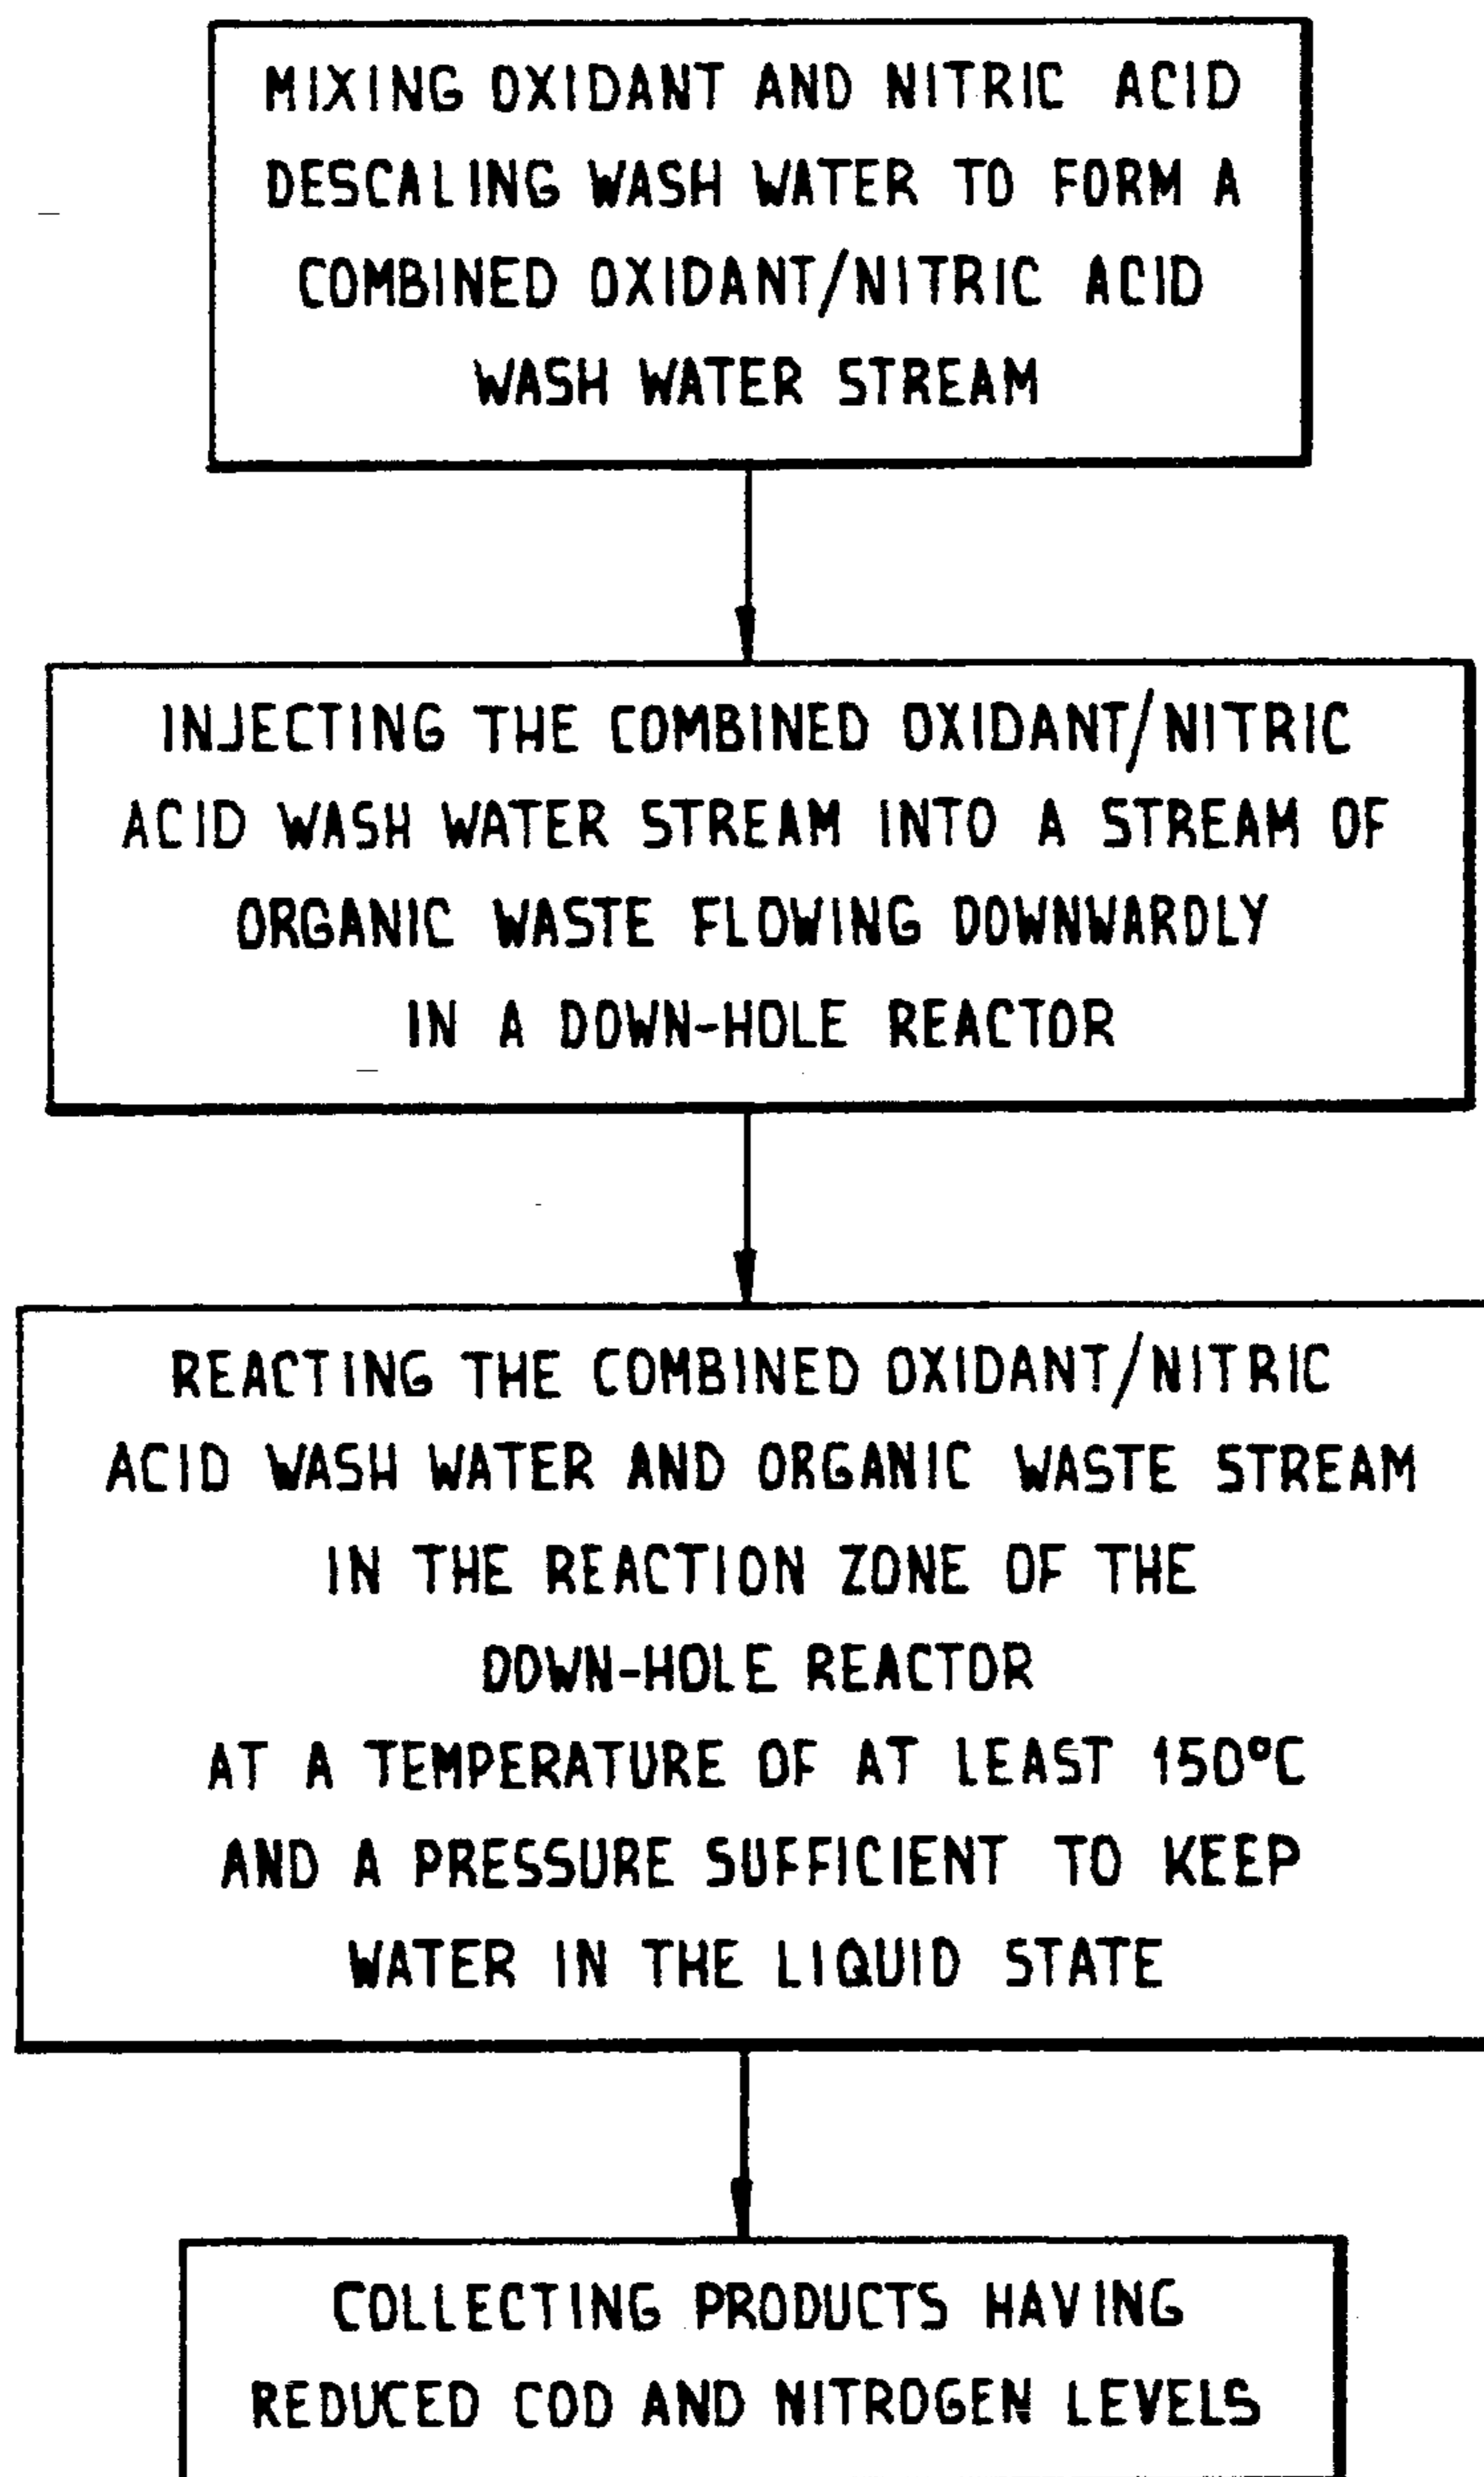 MIXING OXIDANT AND NITRIC ACID
DESCALING WASH WATER TO FORM A
COMBINED OXIDANT/NITRIC ACID
WASH WATER STREAM
INJECTING THE COMBINED OXIDANT/NITRIC
ACID WASH WATER STREAM INTO A STREAM OF
ORGANIC WASTE FLOWING DOWNWARDLY
IN A DOWN-HOLE REACTOR
REACTING THE COMBINED OXIDANT/NITRIC
ACID WASH WATER AND ORGANIC WASTE STREAM
IN THE REACTION ZONE OF THE
DOWN-HOLE REACTOR
AT A TEMPERATURE OF AT LEAST 150°C
AND A PRESSURE SUFFICIENT TO KEEP
WATER IN THE LIQUID STATE
COLLECTING PRODUCTS HAVING
REDUCED COD AND NITROGEN LEVELS